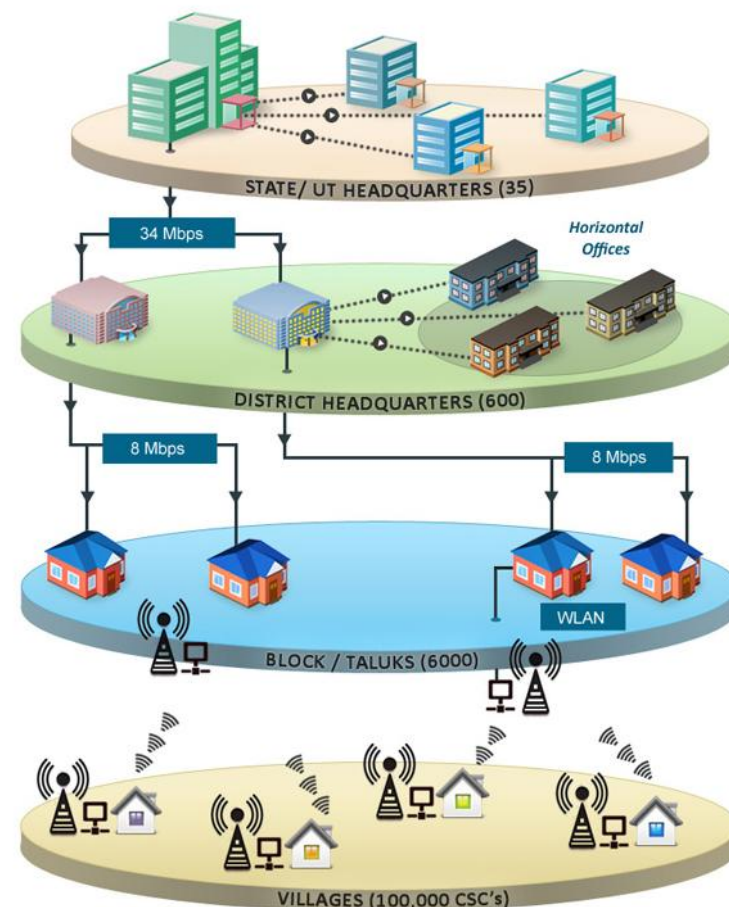 STATE/ UT HEADQUARTERS (35)
34 Mbps
Horizontal
Offices
DISTRICT HEADQUARTERS (600)
8 Mbps
8 Mbps
WLAN
BLOCK / TALUKS (6000)
VILLAGES (100,000 CSC's)